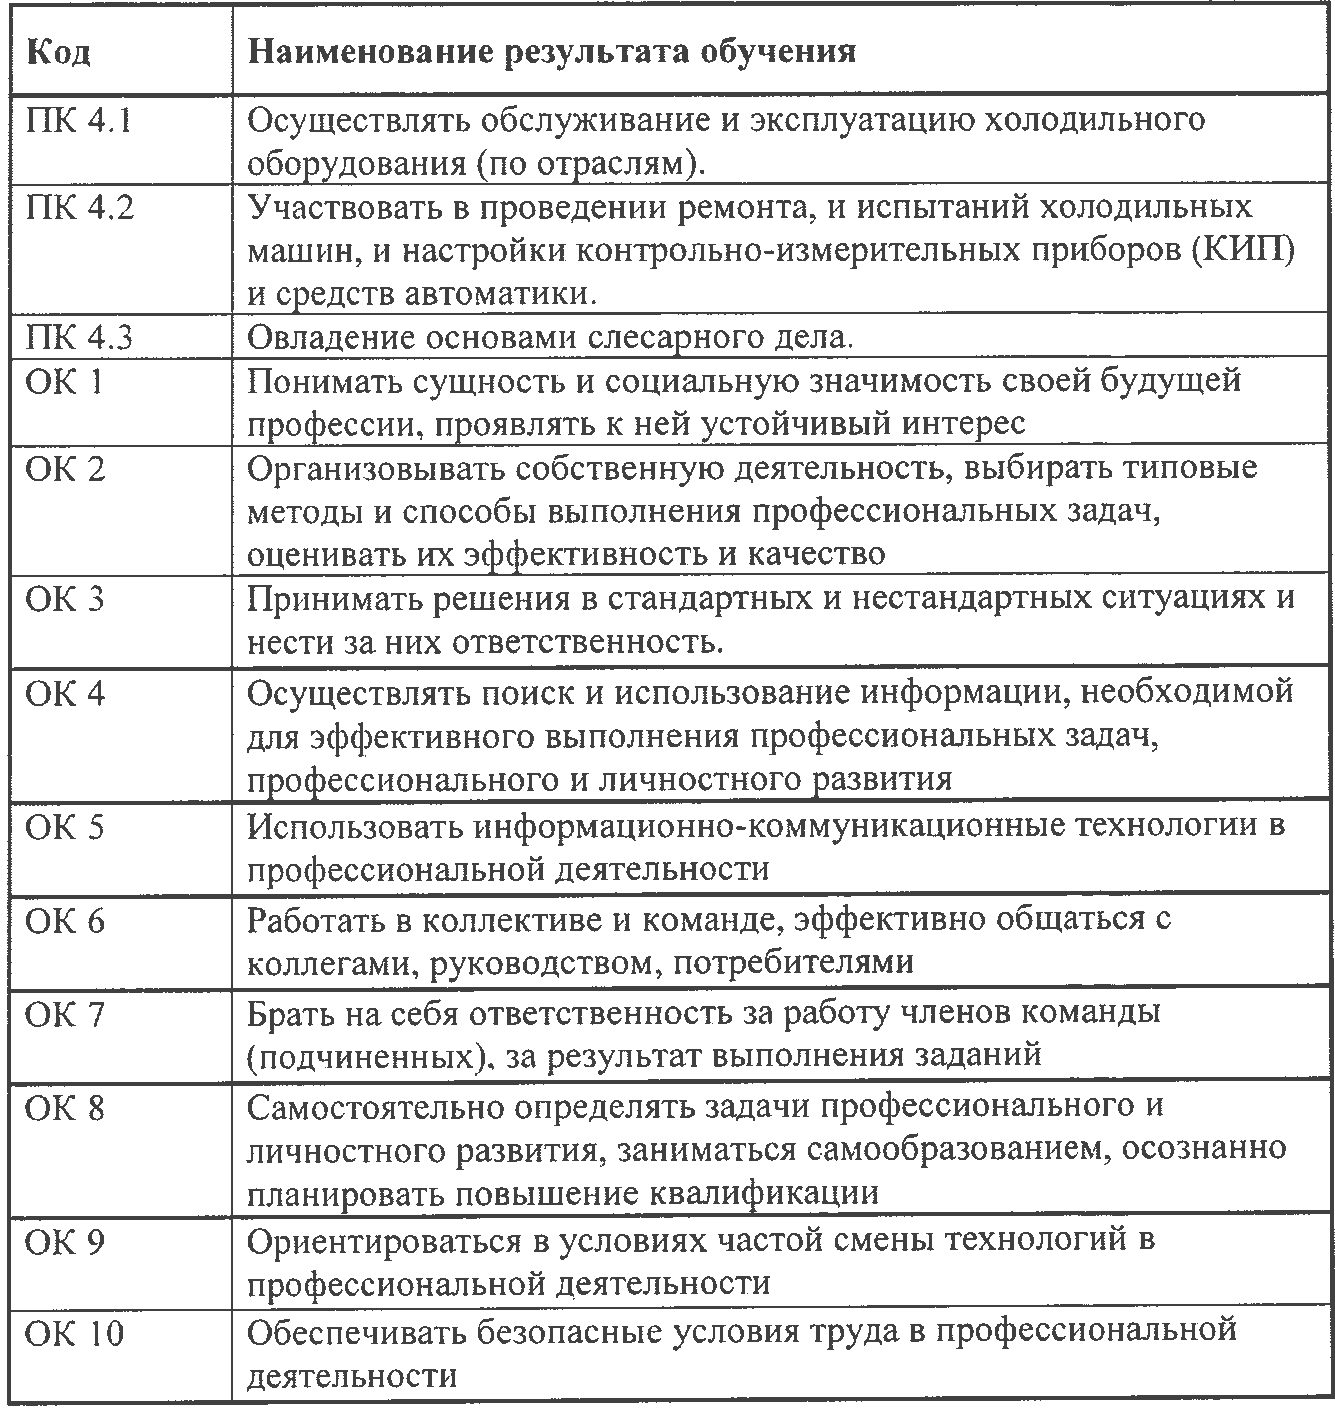 Код
Наименование результата обучения
ПК 4.1
Осуществлять обслуживание и эксплуатацию холодильного
оборудования (по отраслям).
ПК 4.2
Участвовать в проведении ремонта, и испытаний холодильных
машин, и настройки контрольно-измерительных приборов (КИП)
и средств автоматики.
ПК 4.3
Овладение основами слесарного дела.
ОК 1
Понимать сущность и социальную значимость своей будущей
профессии, проявлять к ней устойчивый интерес
ОК 2
Организовывать собственную деятельность, выбирать типовые
методы и способы выполнения профессиональных задач,
оценивать их эффективность и качество
ОК 3
Принимать решения в стандартных и нестандартных ситуациях и
нести за них ответственность.
ОК 4
Осуществлять поиск и использование информации, необходимой
для эффективного выполнения профессиональных задач,
профессионального и личностного развития
ОК 5
Использовать информационно-коммуникационные технологии в
профессиональной деятельности
ОК 6
Работать в коллективе и команде, эффективно общаться с
коллегами, руководством, потребителями
ОК 7
Брать на себя ответственность за работу членов команды
(подчиненных), за результат выполнения заданий
ОК 8
Самостоятельно определять задачи профессионального и
личностного развития, заниматься самообразованием, осознанно
планировать повышение квалификации
ОК 9
Ориентироваться в условиях частой смены технологий в
профессиональной деятельности
ОК 10
Обеспечивать безопасные условия труда в профессиональной
деятельности